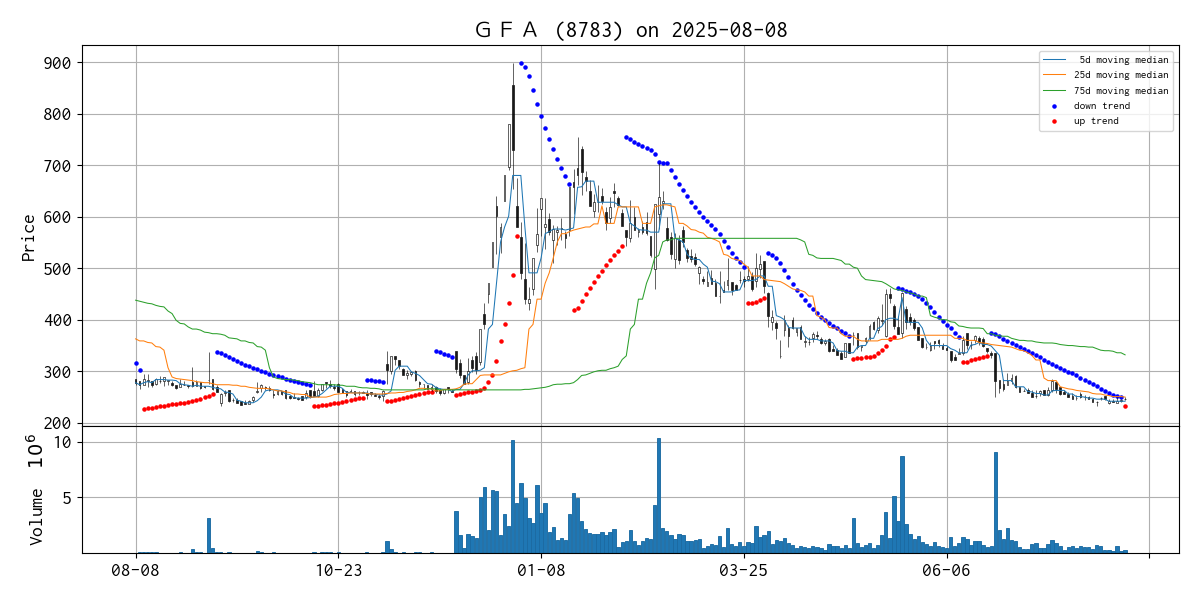 ＧＦＡ (8783) on 2025-08-08
900
800
700
600
500
400
300
200
Price
5d moving median
25d moving median
75d moving median
down trend
up trend
10
5
Volume 10^6
08-08
10-23
01-08
03-25
06-06